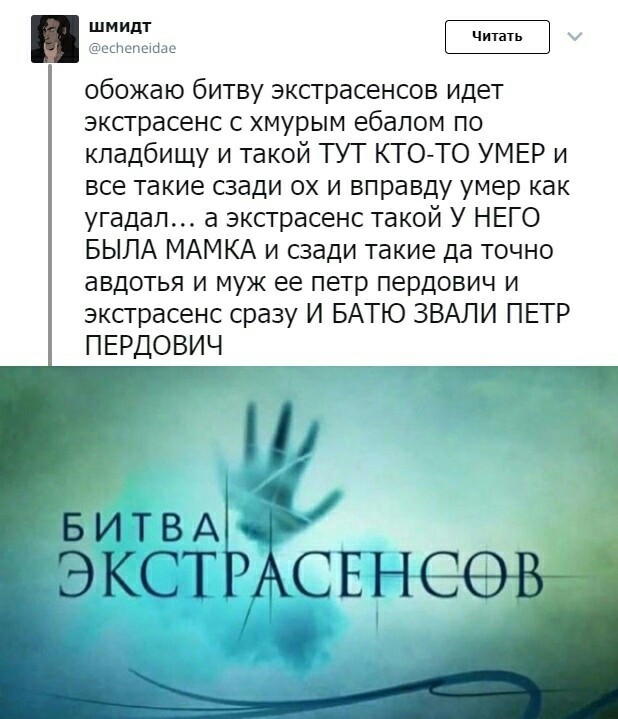 шмидт
@echeneidae
Читать
обожаю битву экстрасенсов идет
экстрасенс с хмурым ебалом по
кладбищу и такой ТУТ КТО-ТО УМЕР и
все такие сзади ох и вправду умер как
угадал... а экстрасенс такой У НЕГО
БЫЛА МАМКА и сзади такие да точно
авдотья и муж ее петр пердович и
экстрасенс сразу И БАТЮ ЗВАЛИ ПЕТР
ПЕРДОВИЧ
БИТВА
ЭКСТРАСЕНСОВ